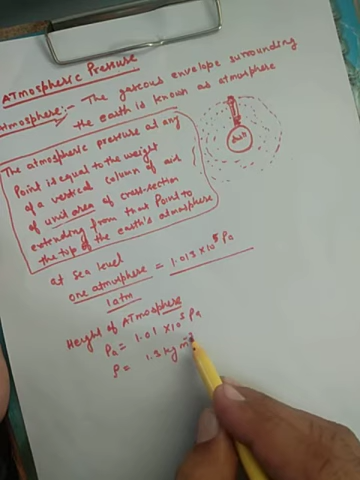 Atmospheric Pressure
Atmosphere:- The gaseous envelope surrounding
the earth is known as atmosphere
The atmospheric pressure at any
Point is equal to the weight
of a vertical column of air
of unit area of cross-section
extending from that Point to
the top of the earth's atmosphere
at sea level
one atmosphere = 1.013 × 10⁵ Pa
1 atm
Height of ATmosphere
Pa = 1.01 × 10⁵ Pa
ρ = 1.3 kg m⁻³